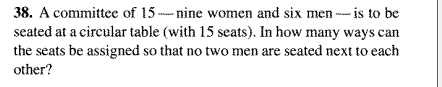 38. A committee of 15—nine women and six men—is to be
seated at a circular table (with 15 seats). In how many ways can
the seats be assigned so that no two men are seated next to each
other?